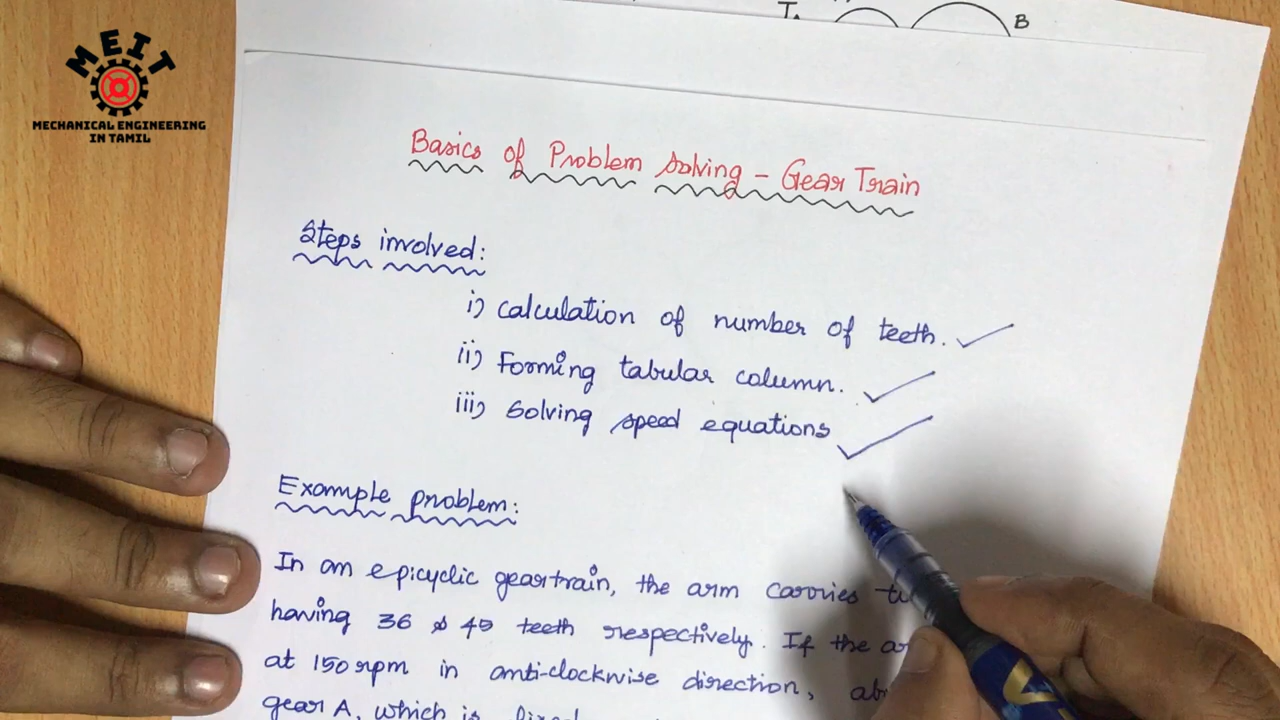 MEIT
MECHANICAL ENGINEERING
IN TAMIL
B
Basics of Problem Solving - Gear Train
Steps involved:
i) Calculation of number of teeth.
ii) Forming tabular column.
iii) Solving speed equations
Example problem:
In an epicyclic geartrain, the arm carries
having 36 & 45 teeth respectively. If the
at 150 rpm in anti-clockwise direction,
gear A, which is fixed